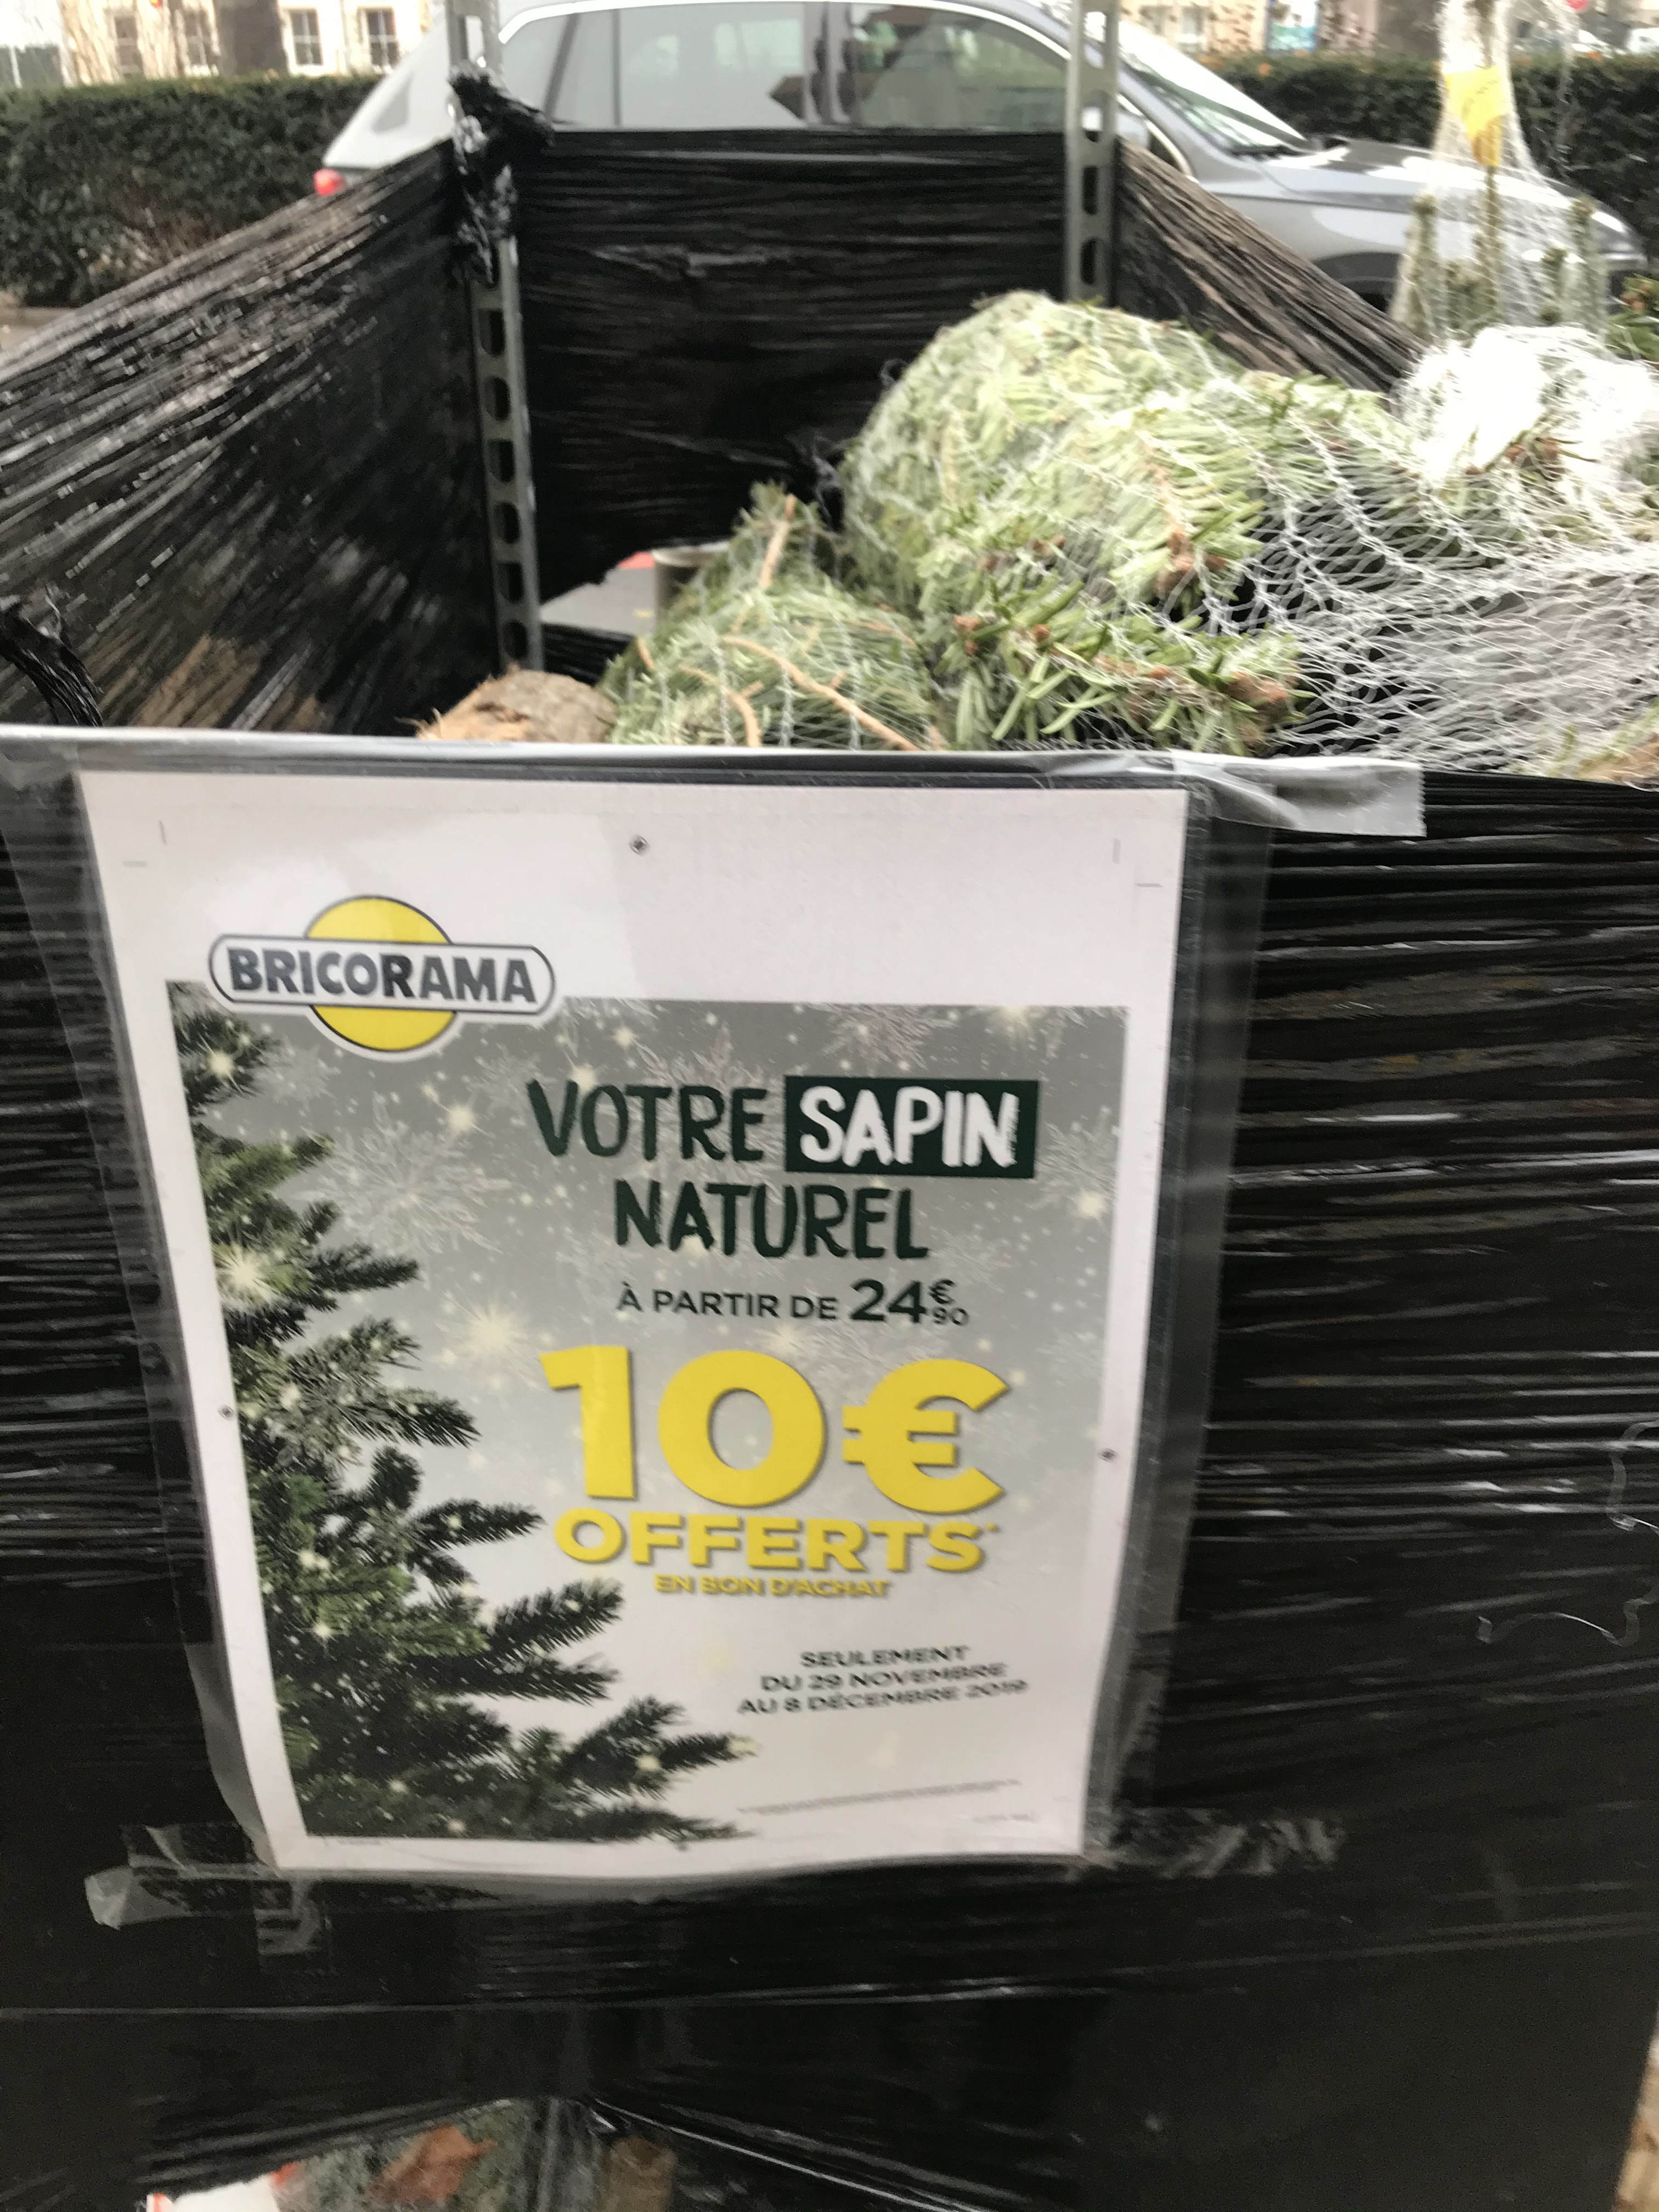 BRICORAMA
VOTRE SAPIN
NATUREL
À PARTIR DE 24€90
10€
OFFERTS*
EN BON D'ACHAT
SEULEMENT
DU 29 NOVEMBRE
AU 8 DÉCEMBRE 2019